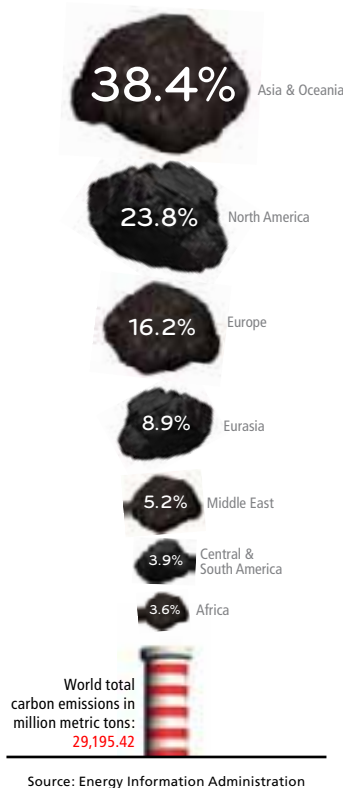 38.4% Asia & Oceania
23.8% North America
16.2% Europe
8.9% Eurasia
5.2% Middle East
3.9% Central &
South America
3.6% Africa
World total
carbon emissions in
million metric tons:
29,195.42
Source: Energy Information Administration